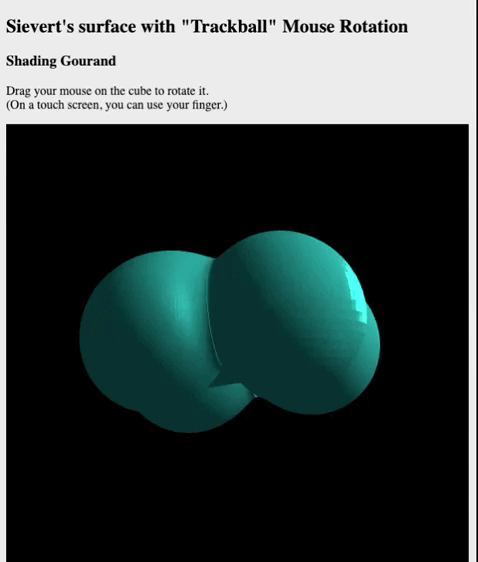 Sievert's surface with "Trackball" Mouse Rotation
Shading Gourand
Drag your mouse on the cube to rotate it.
(On a touch screen, you can use your finger.)